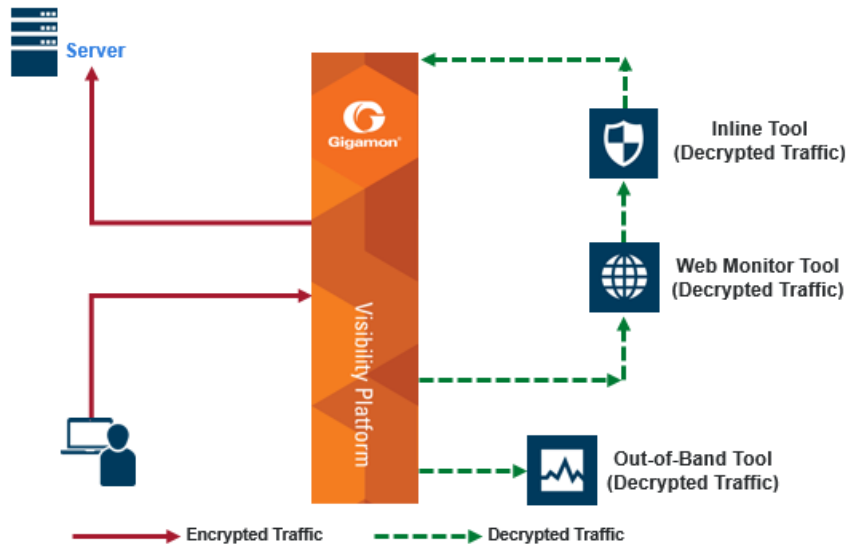 Server
Gigamon®
Visibility Platform
Inline Tool
(Decrypted Traffic)
Web Monitor Tool
(Decrypted Traffic)
Out-of-Band Tool
(Decrypted Traffic)
Encrypted Traffic
Decrypted Traffic